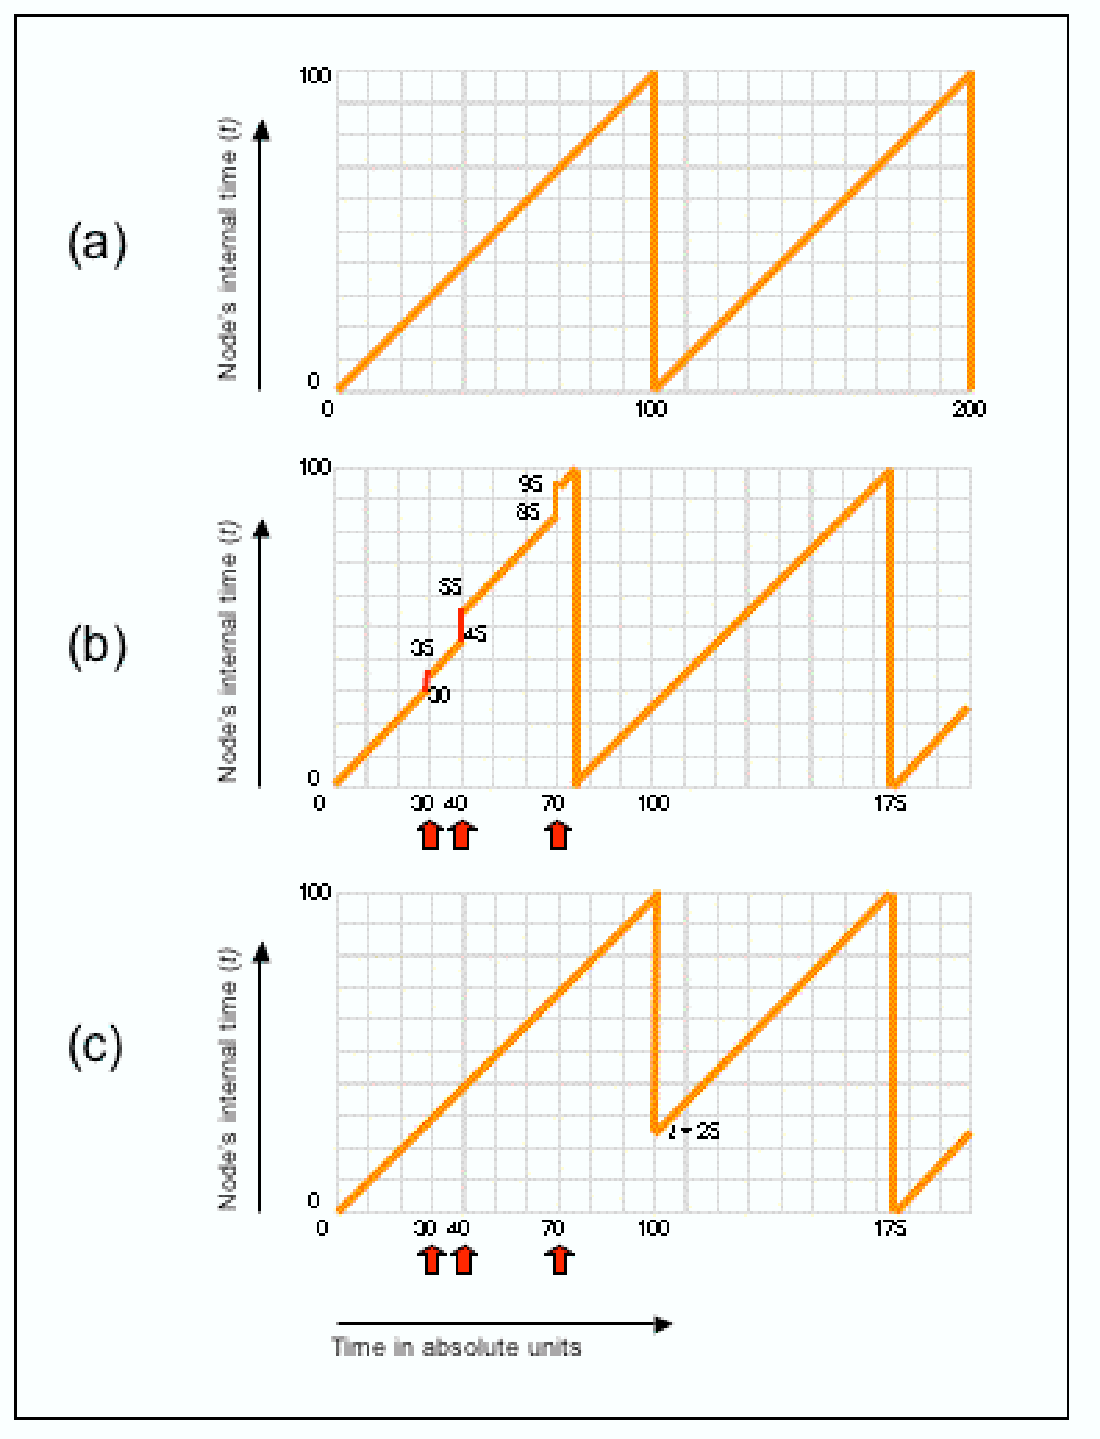 100
Node's internal time (t)
(a)
0
0 100 200
100
95
85
Node's internal time (t)
55
45
(b)
35
30
0
0 30 40 70 100 175
100
Node's internal time (t)
(c)
t = 25
0
0 30 40 70 100 175
Time in absolute units